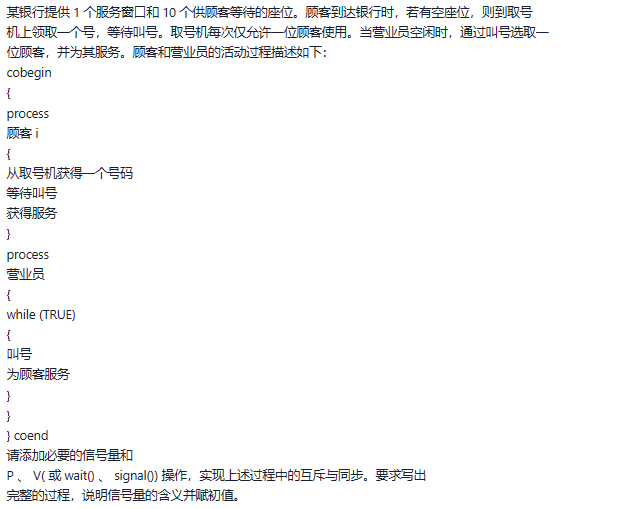 某银行提供 1 个服务窗口和 10 个供顾客等待的座位。顾客到达银行时，若有空座位，则到取号
机上领取一个号，等待叫号。取号机每次仅允许一位顾客使用。当营业员空闲时，通过叫号选取一
位顾客，并为其服务。顾客和营业员的活动过程描述如下：
cobegin
{
process
顾客 i
{
从取号机获得一个号码
等待叫号
获得服务
}
process
营业员
{
while (TRUE)
{
叫号
为顾客服务
}
}
} coend
请添加必要的信号量和
P 、 V( 或 wait() 、 signal()) 操作，实现上述过程中的互斥与同步。要求写出
完整的过程，说明信号量的含义并赋初值。